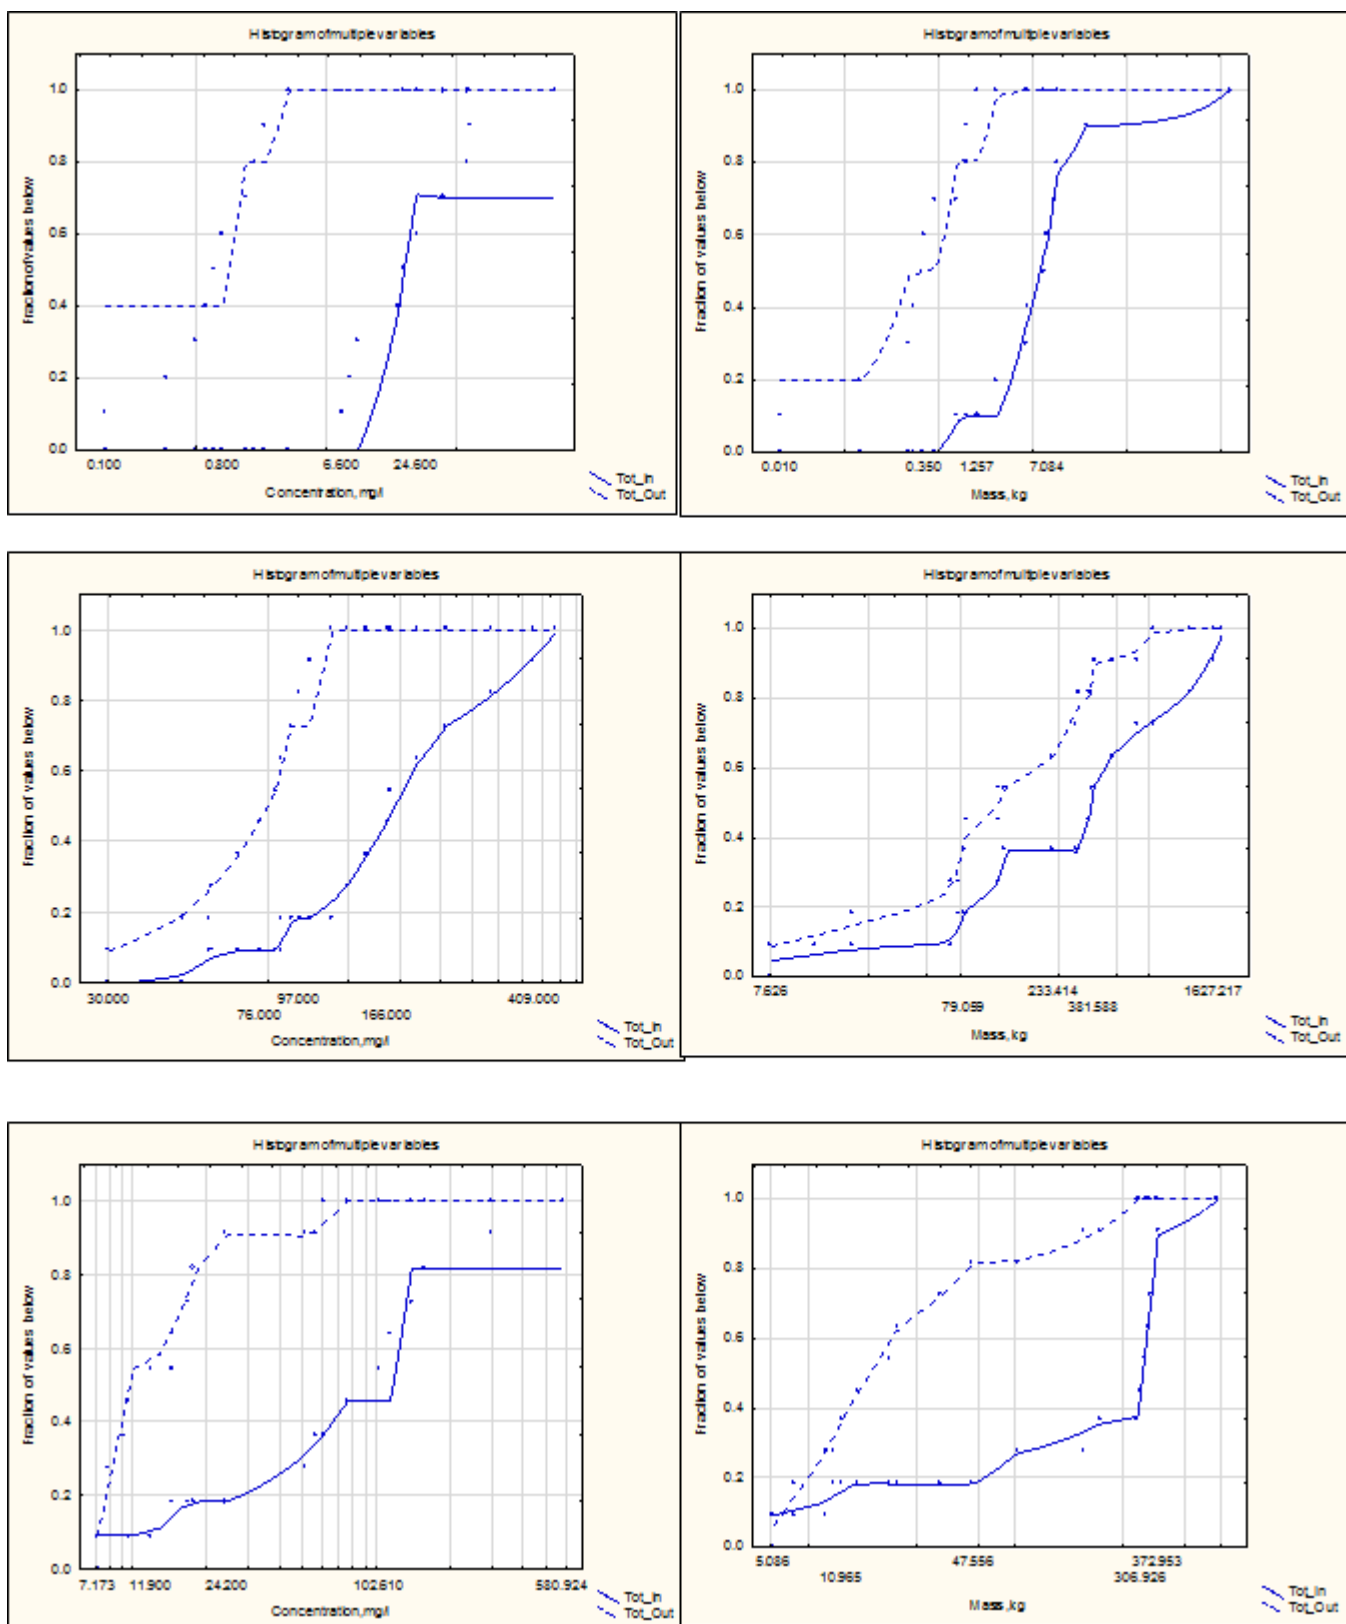 Histogram of multiple variables
Fraction of values below
1.0
0.8
0.6
0.4
0.2
0.0
0.100 0.800 6.600 24.600
Concentration, mg/l
Tot_In
Tot_Out
Histogram of multiple variables
Fraction of values below
1.0
0.8
0.6
0.4
0.2
0.0
0.010 0.350 1.257 7.084
Mass, kg
Tot_In
Tot_Out
Histogram of multiple variables
Fraction of values below
1.0
0.8
0.6
0.4
0.2
0.0
30.000 97.000 409.000
76.000 166.000
Concentration, mg/l
Tot_In
Tot_Out
Histogram of multiple variables
Fraction of values below
1.0
0.8
0.6
0.4
0.2
0.0
7.626 233.414 1627.217
79.059 381.588
Mass, kg
Tot_In
Tot_Out
Histogram of multiple variables
Fraction of values below
1.0
0.8
0.6
0.4
0.2
0.0
7.173 11.900 24.200 102.610 580.924
Concentration, mg/l
Tot_In
Tot_Out
Histogram of multiple variables
Fraction of values below
1.0
0.8
0.6
0.4
0.2
0.0
5.086 47.556 372.953
10.965 306.926
Mass, kg
Tot_In
Tot_Out